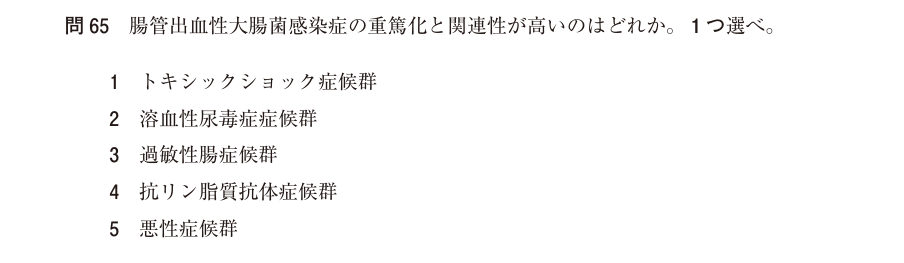 問 65 腸管出血性大腸菌感染症の重篤化と関連性が高いのはどれか。1つ選べ。
1 トキシックショック症候群
2 溶血性尿毒症症候群
3 過敏性腸症候群
4 抗リン脂質抗体症候群
5 悪性症候群